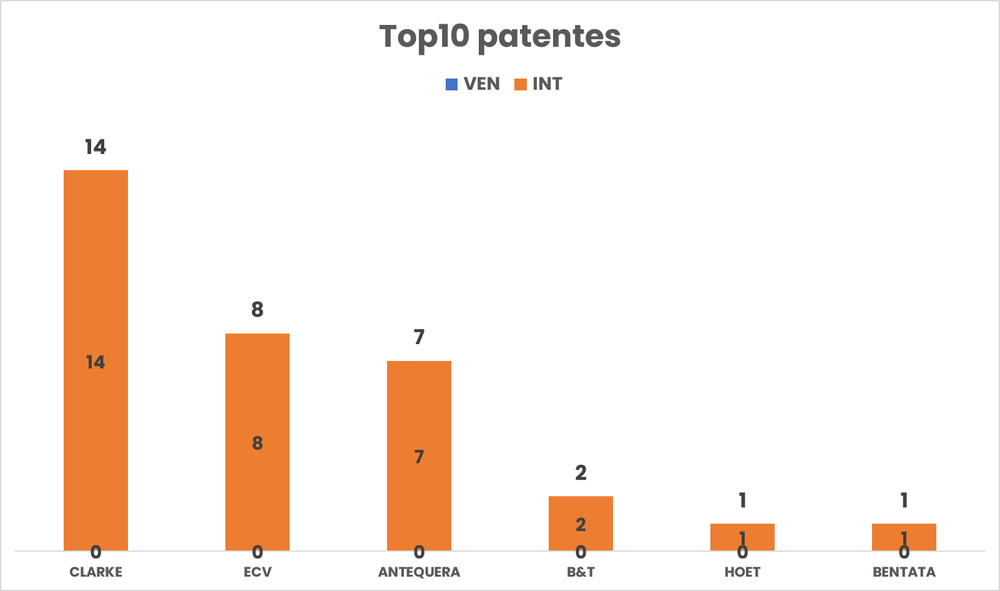 Top10 patentes
VEN INT
14
8
7
2
1
1
14
8
7
2
1
1
0
0
0
0
0
0
CLARKE
ECV
ANTEQUERA
B&T
HOET
BENTATA